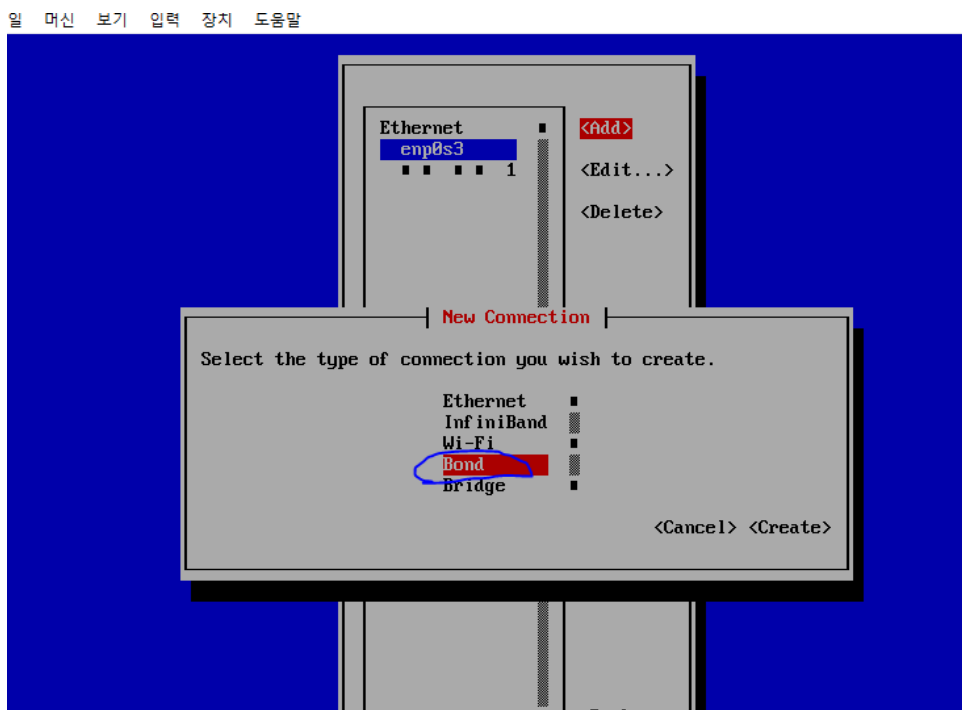 일 머신 보기 입력 장치 도움말
Ethernet
<Add>
enp0s3
1
<Edit...>
<Delete>
New Connection
Select the type of connection you wish to create.
Ethernet
InfiniBand
Wi-Fi
Bond
Bridge
<Cancel> <Create>